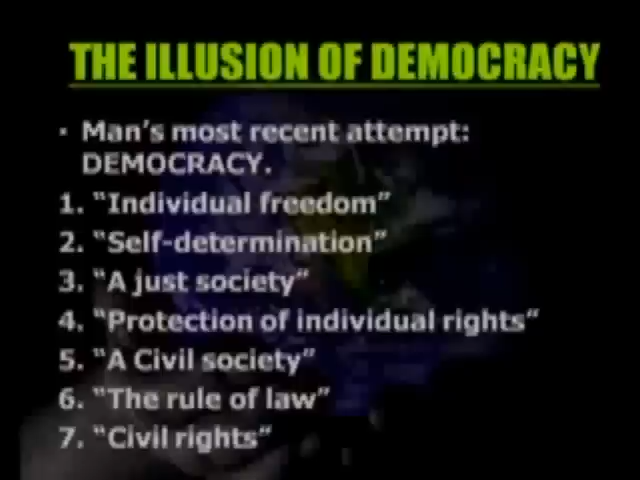 THE ILLUSION OF DEMOCRACY
· Man's most recent attempt:
DEMOCRACY.
1. "Individual freedom"
2. "Self-determination"
3. "A just society"
4. "Protection of individual rights"
5. "A Civil society"
6. "The rule of law"
7. "Civil rights"